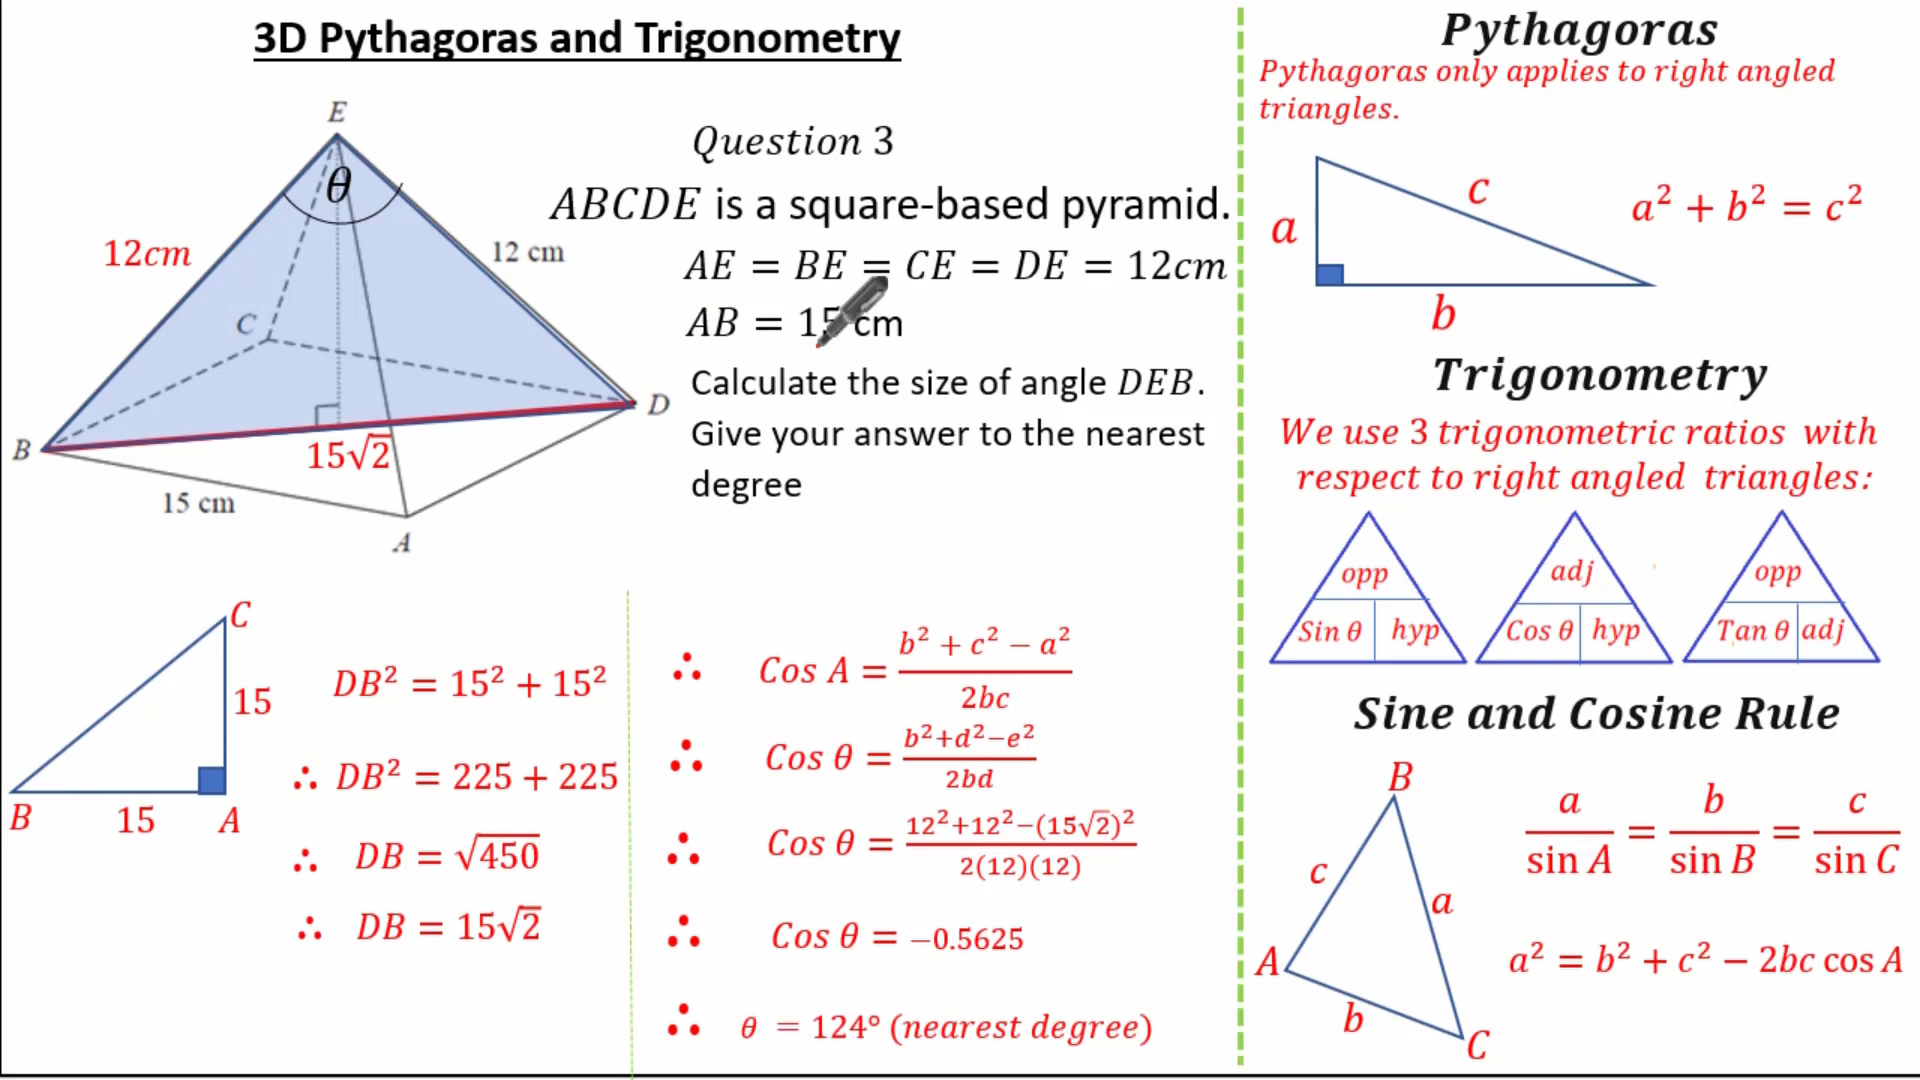 3D Pythagoras and Trigonometry
E
θ
12cm
12 cm
C
B
D
15√2
15 cm
A
Question 3
ABCDE is a square-based pyramid.
AE = BE = CE = DE = 12cm
AB = 15 cm
Calculate the size of angle DEB.
Give your answer to the nearest
degree
C
15
B
15
A
DB² = 15² + 15²
∴ DB² = 225 + 225
∴ DB = √450
∴ DB = 15√2
∴ Cos A = (b² + c² − a²)/(2bc)
∴ Cos θ = (b²+d²−e²)/(2bd)
∴ Cos θ = (12²+12²−(15√2)²)/(2(12)(12))
∴ Cos θ = −0.5625
∴ θ = 124° (nearest degree)
Pythagoras
Pythagoras only applies to right angled
triangles.
a
c
b
a² + b² = c²
Trigonometry
We use 3 trigonometric ratios with
respect to right angled triangles:
opp
Sin θ hyp
adj
Cos θ hyp
opp
Tan θ adj
Sine and Cosine Rule
B
c
a
A
b
C
a/sin A = b/sin B = c/sin C
a² = b² + c² − 2bc cos A